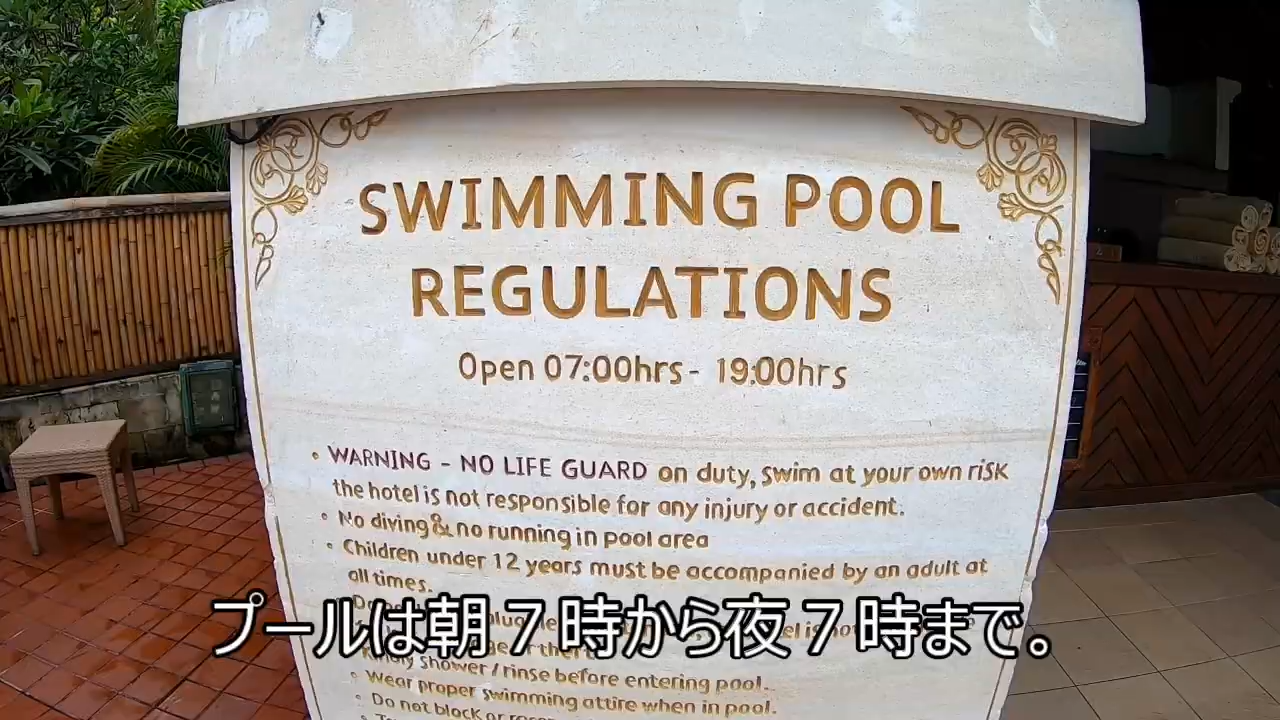 SWIMMING POOL
REGULATIONS
Open 07:00hrs - 19:00hrs
• WARNING - NO LIFE GUARD on duty, swim at your own risk
the hotel is not responsible for any injury or accident.
• No diving & no running in pool area
• Children under 12 years must be accompanied by an adult at
all times.
プールは朝７時から夜７時まで。
Kindly shower / rinse before entering pool.
• Wear proper swimming attire when in pool.
• Do not block or